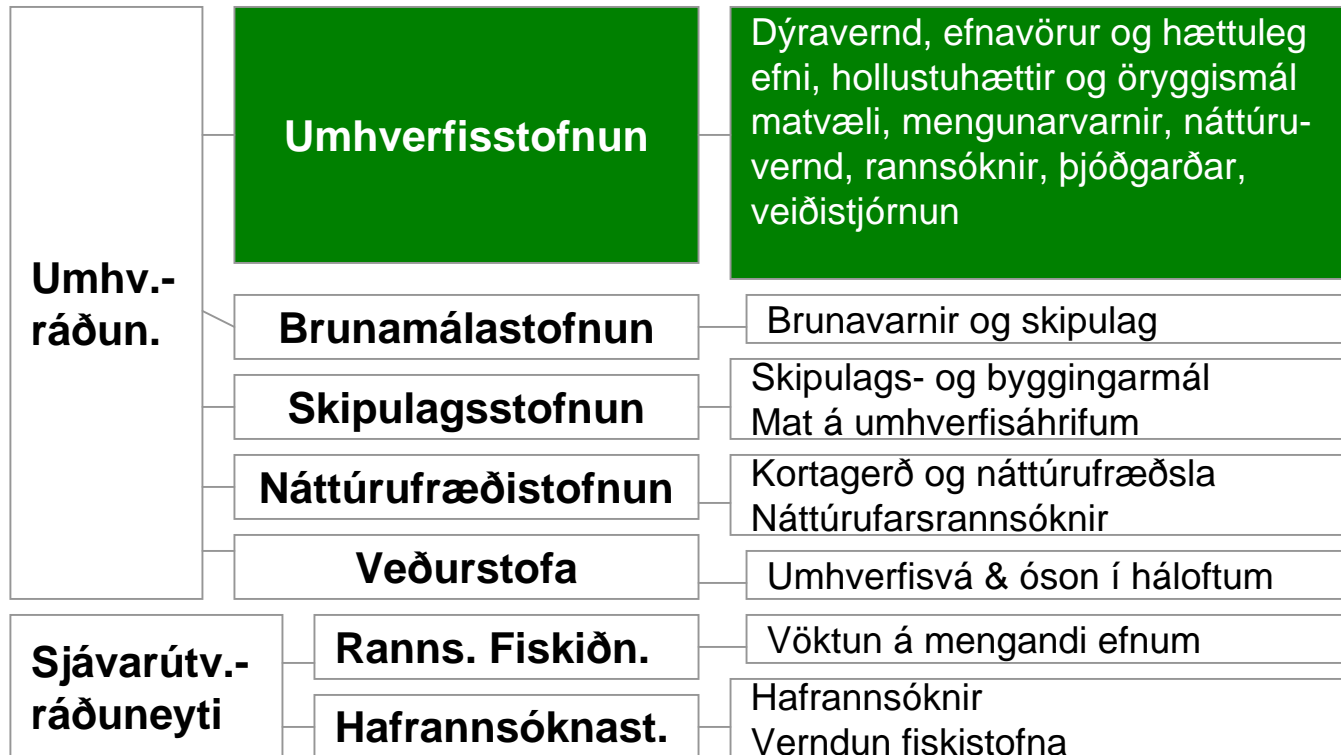 Umhv.-
ráðun.
Umhverfisstofnun
Dýravernd, efnavörur og hættuleg
efni, hollustuhættir og öryggismál
matvæli, mengunarvarnir, náttúru-
vernd, rannsóknir, þjóðgarðar,
veiðistjórnun
Brunamálastofnun
Brunavarnir og skipulag
Skipulagsstofnun
Skipulags- og byggingarmál
Mat á umhverfisáhrifum
Náttúrufræðistofnun
Kortagerð og náttúrufræðsla
Náttúrufarsrannsóknir
Veðurstofa
Umhverfisvá & óson í háloftum
Sjávarútv.-
ráðuneyti
Ranns. Fiskiðn.
Vöktun á mengandi efnum
Hafrannsóknast.
Hafrannsóknir
Verndun fiskistofna